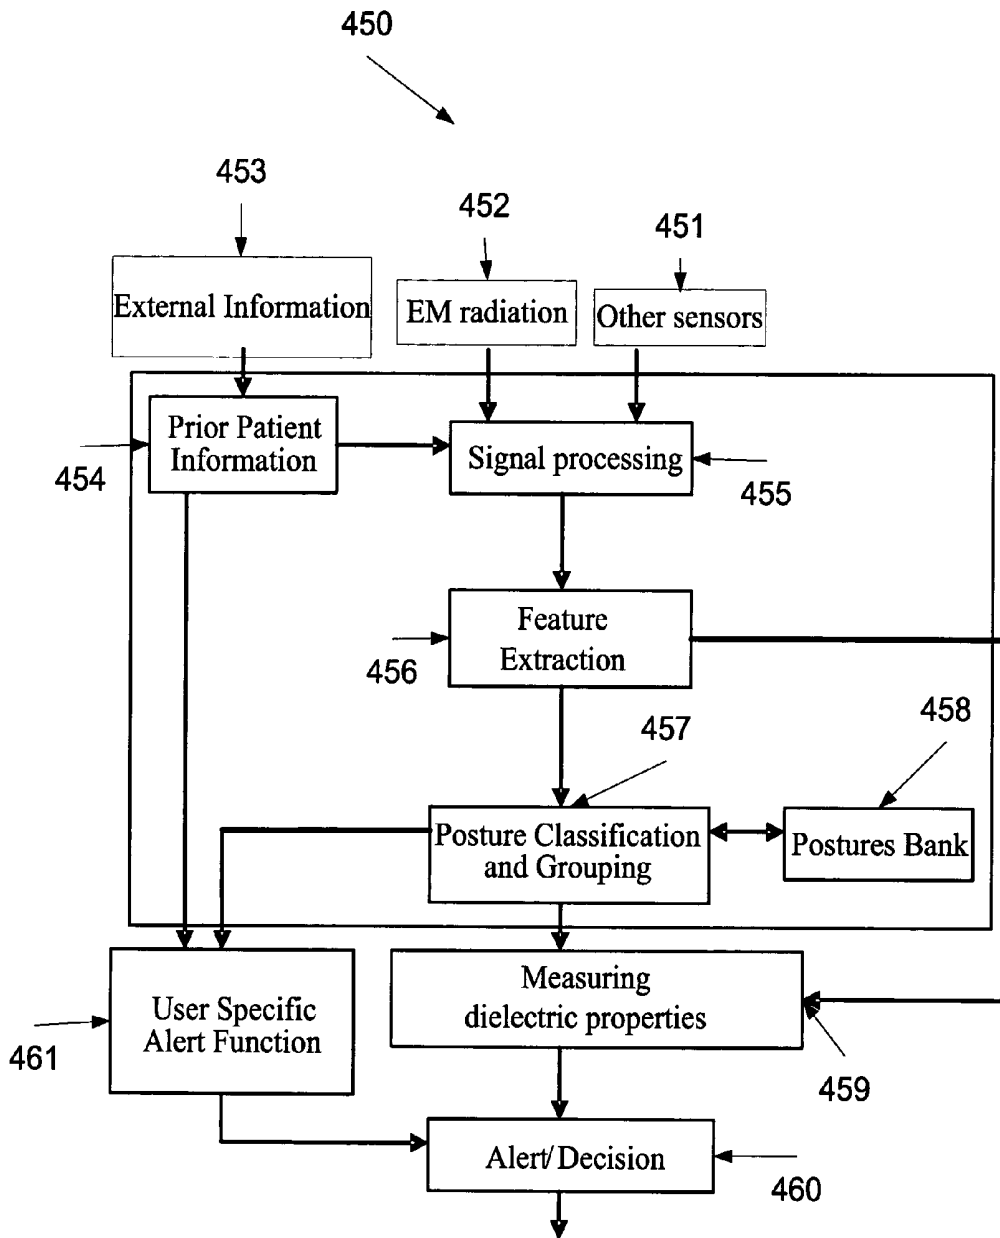 450
453
452
451
External Information
EM radiation
Other sensors
Prior Patient
Information
Signal processing
454
455
Feature
Extraction
456
457
458
Posture Classification
and Grouping
Postures Bank
User Specific
Alert Function
Measuring
dielectric properties
461
459
Alert/ Decision
460